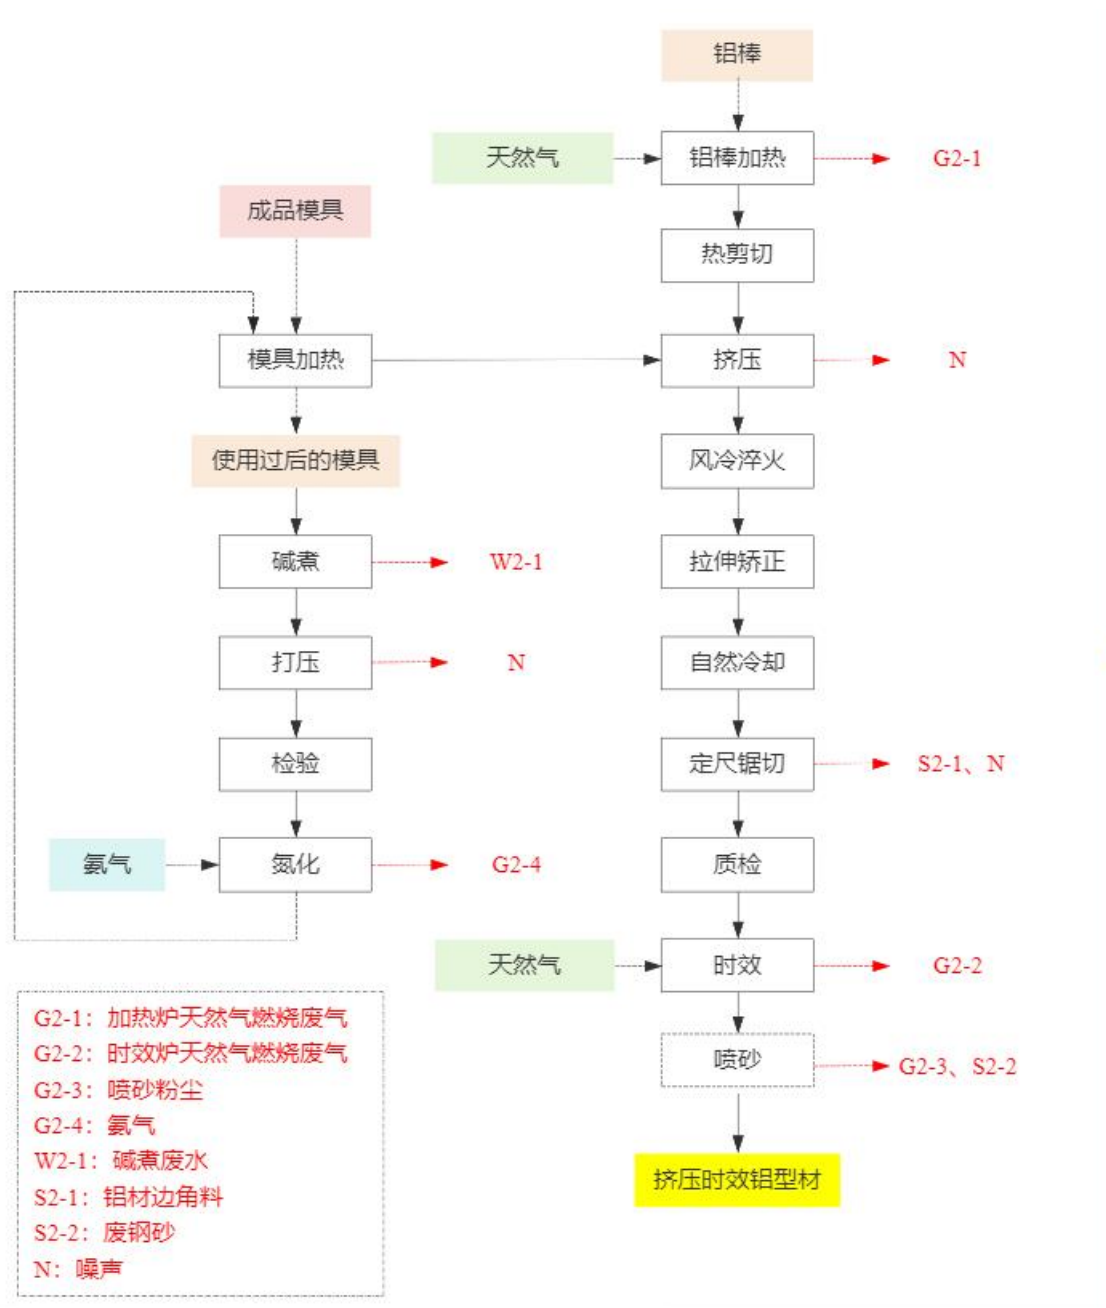 铝棒
天然气
铝棒加热
G2-1
成品模具
热剪切
模具加热
挤压
N
使用过后的模具
风冷淬火
碱煮
W2-1
拉伸矫正
打压
N
自然冷却
检验
定尺锯切
S2-1、N
氨气
氮化
G2-4
质检
天然气
时效
G2-2
喷砂
G2-3、S2-2
挤压时效铝型材
G2-1：加热炉天然气燃烧废气
G2-2：时效炉天然气燃烧废气
G2-3：喷砂粉尘
G2-4：氨气
W2-1：碱煮废水
S2-1：铝材边角料
S2-2：废钢砂
N：噪声